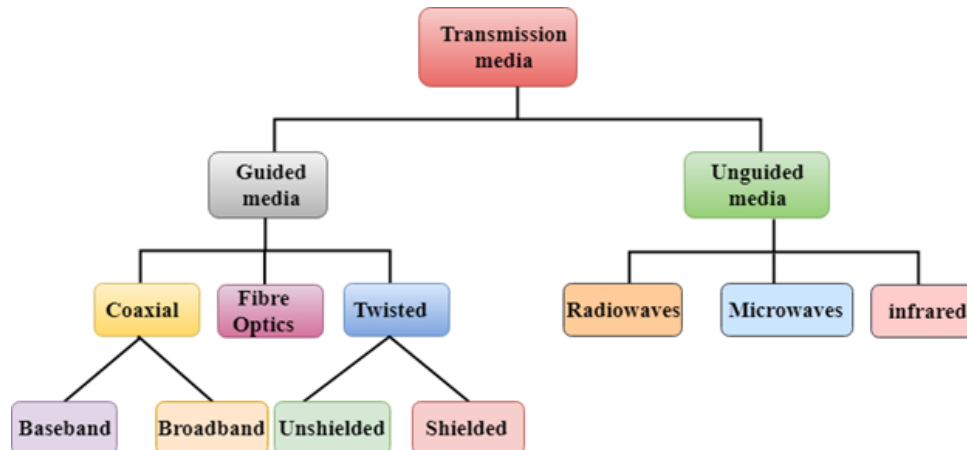 Transmission
media
Guided
media
Unguided
media
Coaxial
Fibre
Optics
Twisted
Radiowaves
Microwaves
infrared
Baseband
Broadband
Unshielded
Shielded